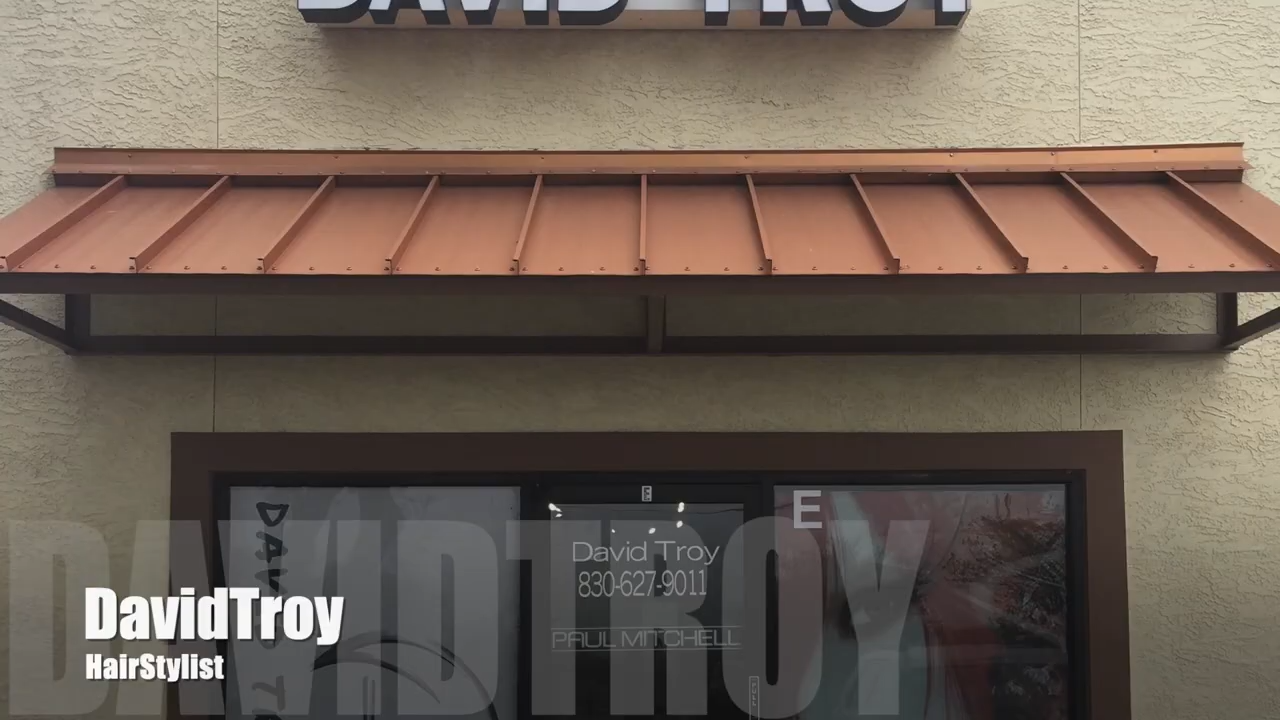 DAVID TROY
E
E
David Troy
830-627-9011
PAUL MITCHELL
DAVIDTROY
DavidTroy
HairStylist